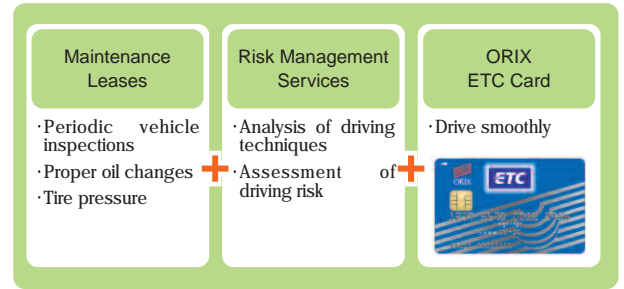 Maintenance
Leases
·Periodic vehicle
inspections
·Proper oil changes
·Tire pressure
Risk Management
Services
·Analysis of driving
techniques
·Assessment of
driving risk
ORIX
ETC Card
·Drive smoothly
ORIX
ETC